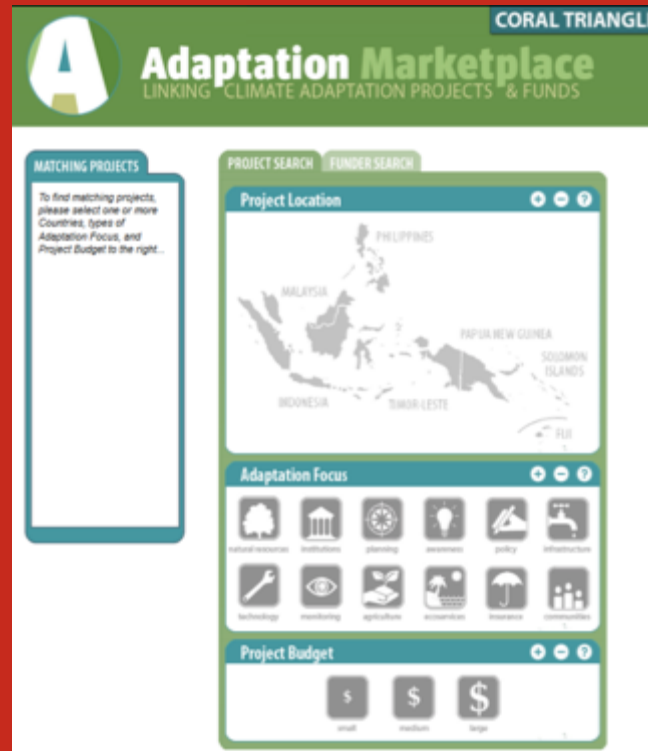 CORAL TRIANGLE
A
Adaptation Marketplace
LINKING CLIMATE ADAPTATION PROJECTS & FUNDS
MATCHING PROJECTS
To find matching projects,
please select one or more
Countries, types of
Adaptation Focus, and
Project Budget to the right...
PROJECT SEARCH FUNDER SEARCH
Project Location + - ?
PHILIPPINES
MALAYSIA
PAPUA NEW GUINEA
SOLOMON
ISLANDS
INDONESIA TIMOR-LESTE
FIJI
Adaptation Focus + - ?
natural resources institutions planning awareness policy infrastructure
technology monitoring agriculture ecoservices insurance communities
Project Budget + - ?
$ $ $
small medium large